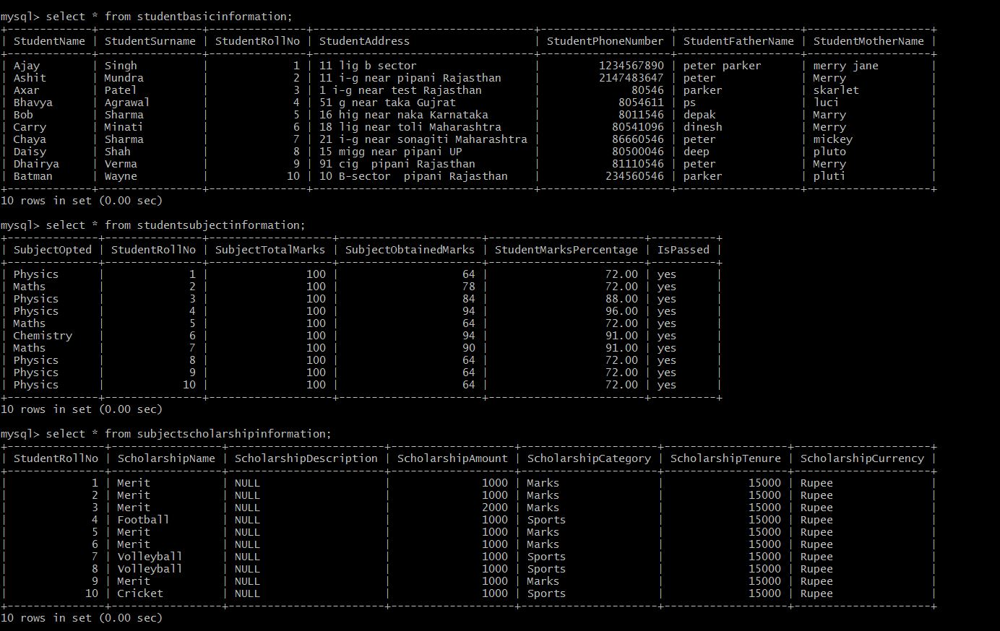 mysql> select * from studentbasicinformation;
+-------------+----------------+---------------+----------------------------------+--------------------+-------------------+-------------------+
| StudentName | StudentSurname | StudentRollNo | StudentAddress                   | StudentPhoneNumber | StudentFatherName | StudentMotherName |
+-------------+----------------+---------------+----------------------------------+--------------------+-------------------+-------------------+
| Ajay        | Singh          |             1 | 11 lig b sector                  |         1234567890 | peter parker      | merry jane        |
| Ashit       | Mundra         |             2 | 11 i-g near pipani Rajasthan     |         2147483647 | peter             | Merry             |
| Axar        | Patel          |             3 | 1 i-g near test Rajasthan        |              80546 | parker            | skarlet           |
| Bhavya      | Agrawal        |             4 | 51 g near taka Gujrat            |            8054611 | ps                | luci              |
| Bob         | Sharma         |             5 | 16 hig near naka Karnataka       |            8011546 | depak             | Marry             |
| Carry       | Minati         |             6 | 18 lig near toli Maharashtra     |           80541096 | dinesh            | Merry             |
| Chaya       | Sharma         |             7 | 21 i-g near sonagiti Maharashtra |           86660546 | peter             | mickey            |
| Daisy       | Shah           |             8 | 15 migg near pipani UP           |           80500046 | deep              | pluto             |
| Dhairya     | Verma          |             9 | 91 cig  pipani Rajasthan         |           81110546 | peter             | Merry             |
| Batman      | Wayne          |            10 | 10 B-sector  pipani Rajasthan    |          234560546 | parker            | pluti             |
+-------------+----------------+---------------+----------------------------------+--------------------+-------------------+-------------------+
10 rows in set (0.00 sec)
mysql> select * from studentsubjectinformation;
+--------------+---------------+-------------------+----------------------+------------------------+----------+
| SubjectOpted | StudentRollNo | SubjectTotalMarks | SubjectObtainedMarks | StudentMarksPercentage | IsPassed |
+--------------+---------------+-------------------+----------------------+------------------------+----------+
| Physics      |             1 |               100 |                   64 |                  72.00 | yes      |
| Maths        |             2 |               100 |                   78 |                  72.00 | yes      |
| Physics      |             3 |               100 |                   84 |                  88.00 | yes      |
| Physics      |             4 |               100 |                   94 |                  96.00 | yes      |
| Maths        |             5 |               100 |                   64 |                  72.00 | yes      |
| Chemistry    |             6 |               100 |                   94 |                  91.00 | yes      |
| Maths        |             7 |               100 |                   90 |                  91.00 | yes      |
| Physics      |             8 |               100 |                   64 |                  72.00 | yes      |
| Physics      |             9 |               100 |                   64 |                  72.00 | yes      |
| Physics      |            10 |               100 |                   64 |                  72.00 | yes      |
+--------------+---------------+-------------------+----------------------+------------------------+----------+
10 rows in set (0.00 sec)
mysql> select * from subjectscholarshipinformation;
+---------------+-----------------+------------------------+-------------------+---------------------+-------------------+---------------------+
| StudentRollNo | ScholarshipName | ScholarshipDescription | ScholarshipAmount | ScholarshipCategory | ScholarshipTenure | ScholarshipCurrency |
+---------------+-----------------+------------------------+-------------------+---------------------+-------------------+---------------------+
|             1 | Merit           | NULL                   |              1000 | Marks               |             15000 | Rupee               |
|             2 | Merit           | NULL                   |              1000 | Marks               |             15000 | Rupee               |
|             3 | Merit           | NULL                   |              2000 | Marks               |             15000 | Rupee               |
|             4 | Football        | NULL                   |              1000 | Sports              |             15000 | Rupee               |
|             5 | Merit           | NULL                   |              1000 | Marks               |             15000 | Rupee               |
|             6 | Merit           | NULL                   |              1000 | Marks               |             15000 | Rupee               |
|             7 | Volleyball      | NULL                   |              1000 | Sports              |             15000 | Rupee               |
|             8 | Volleyball      | NULL                   |              1000 | Sports              |             15000 | Rupee               |
|             9 | Merit           | NULL                   |              1000 | Marks               |             15000 | Rupee               |
|            10 | Cricket         | NULL                   |              1000 | Sports              |             15000 | Rupee               |
+---------------+-----------------+------------------------+-------------------+---------------------+-------------------+---------------------+
10 rows in set (0.00 sec)